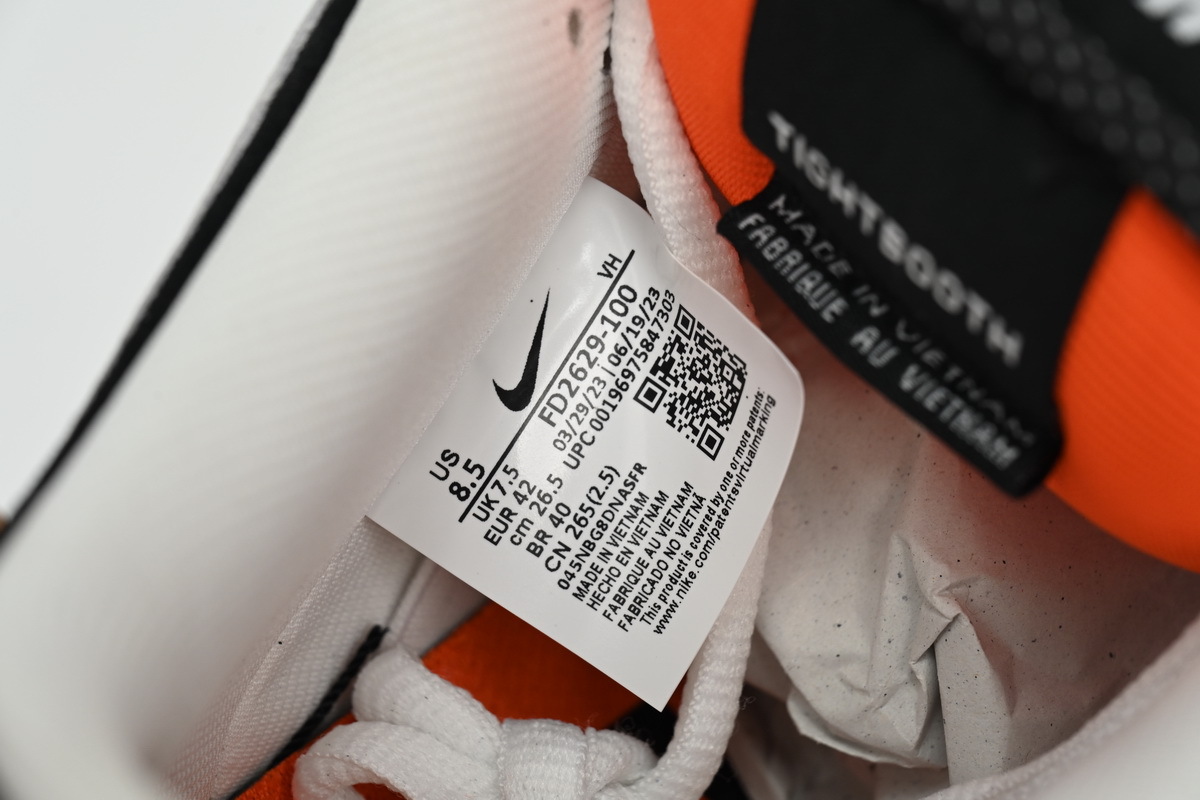 US
8.5
VH
UK 7.5
EUR 42
cm 26.5
BR 40
CN 265(2.5)
FD2629-100
03/29/23 | 06/19/23
UPC 00196975847303
045NBG8DNASFR
MADE IN VIETNAM
HECHO EN VIETNAM
FABRIQUE AU VIETNAM
FABRICADO NO VIETNÃ
This product is covered by one or more patents:
www.nike.com/patentsvirtualmarking
TIGHTBOOTH
MADE IN VIETNAM
FABRIQUE AU VIETNAM